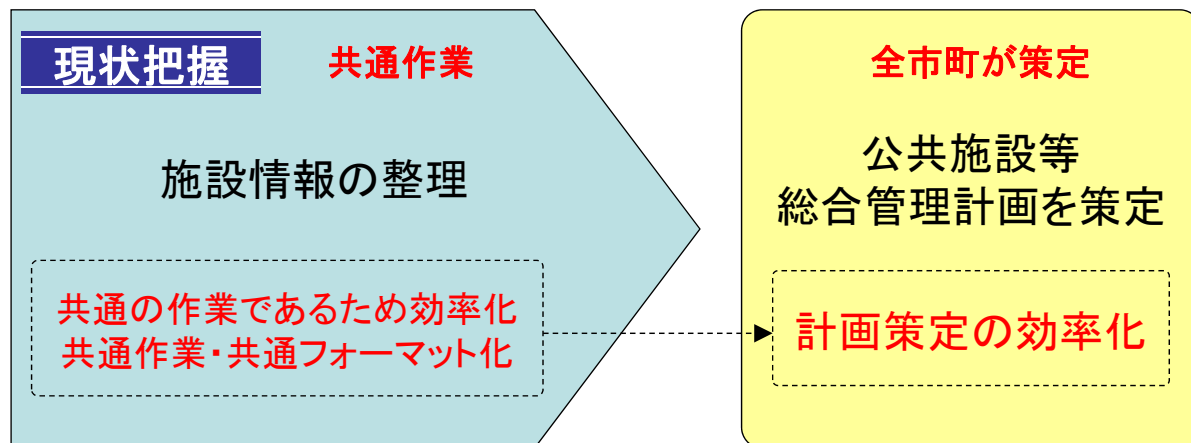 現状把握
共通作業
施設情報の整理
共通の作業であるため効率化
共通作業・共通フォーマット化
全市町が策定
公共施設等
総合管理計画を策定
計画策定の効率化